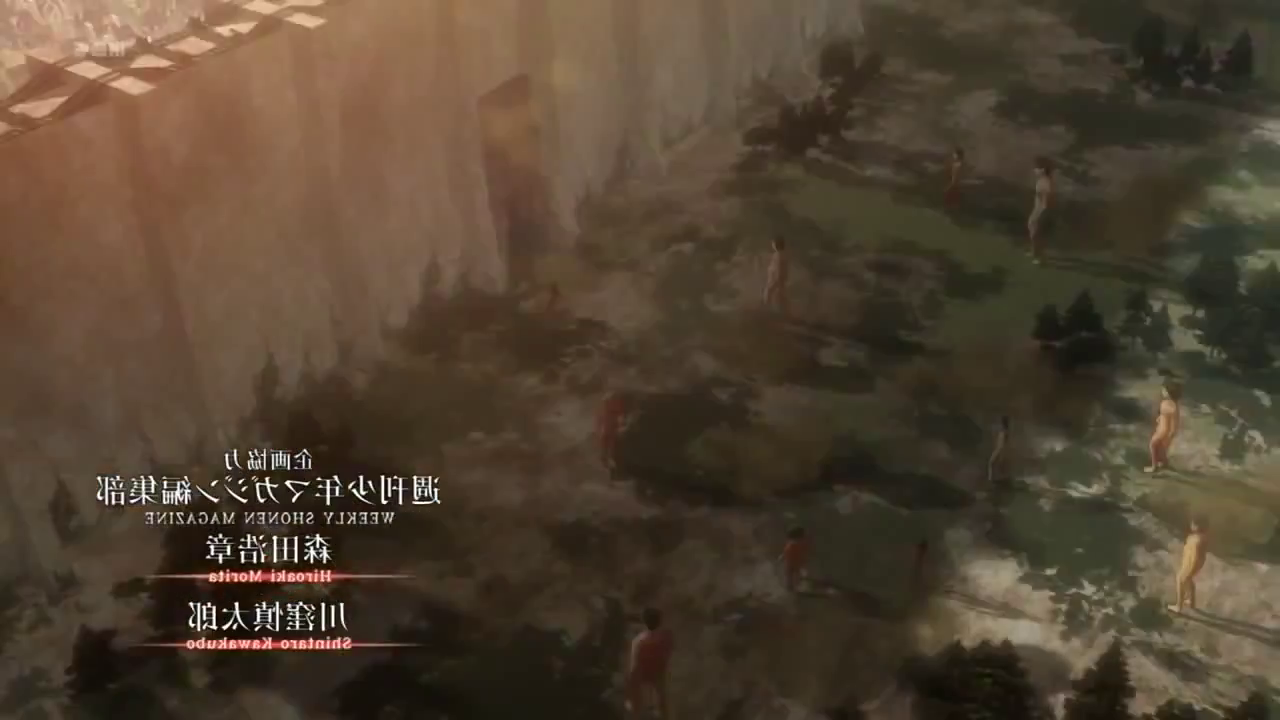 企画協力
週刊少年マガジン編集部
WEEKLY SHONEN MAGAZINE
森田浩章
Hiroaki Morita
川窪慎太郎
Shintaro Kawakubo